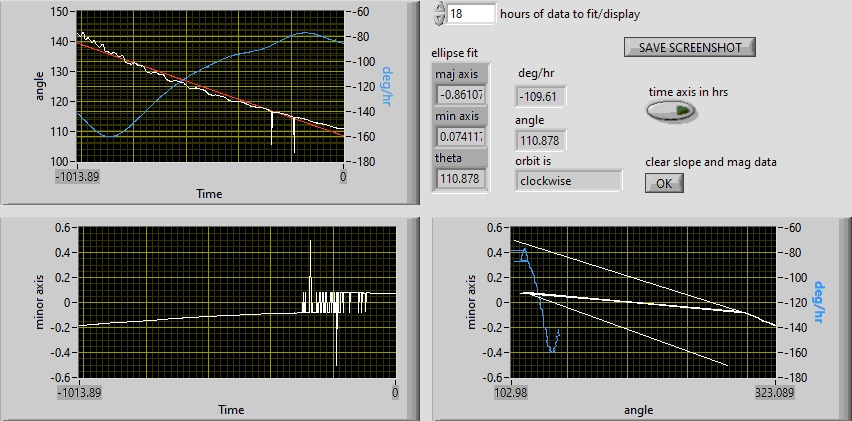 150
140
130
120
110
100
angle
-60
-80
-100
-120
-140
-160
-180
deg/hr
-1013.89
0
Time
18
hours of data to fit/display
SAVE SCREENSHOT
ellipse fit
maj axis
-0.86107
min axis
0.074117
theta
110.878
deg/hr
-109.61
angle
110.878
orbit is
clockwise
time axis in hrs
clear slope and mag data
OK
0.6
0.4
0.2
0
-0.2
-0.4
-0.6
minor axis
-1013.89
0
Time
0.6
0.4
0.2
0
-0.2
-0.4
-0.6
minor axis
-60
-80
-100
-120
-140
-160
-180
deg/hr
102.98
323.089
angle